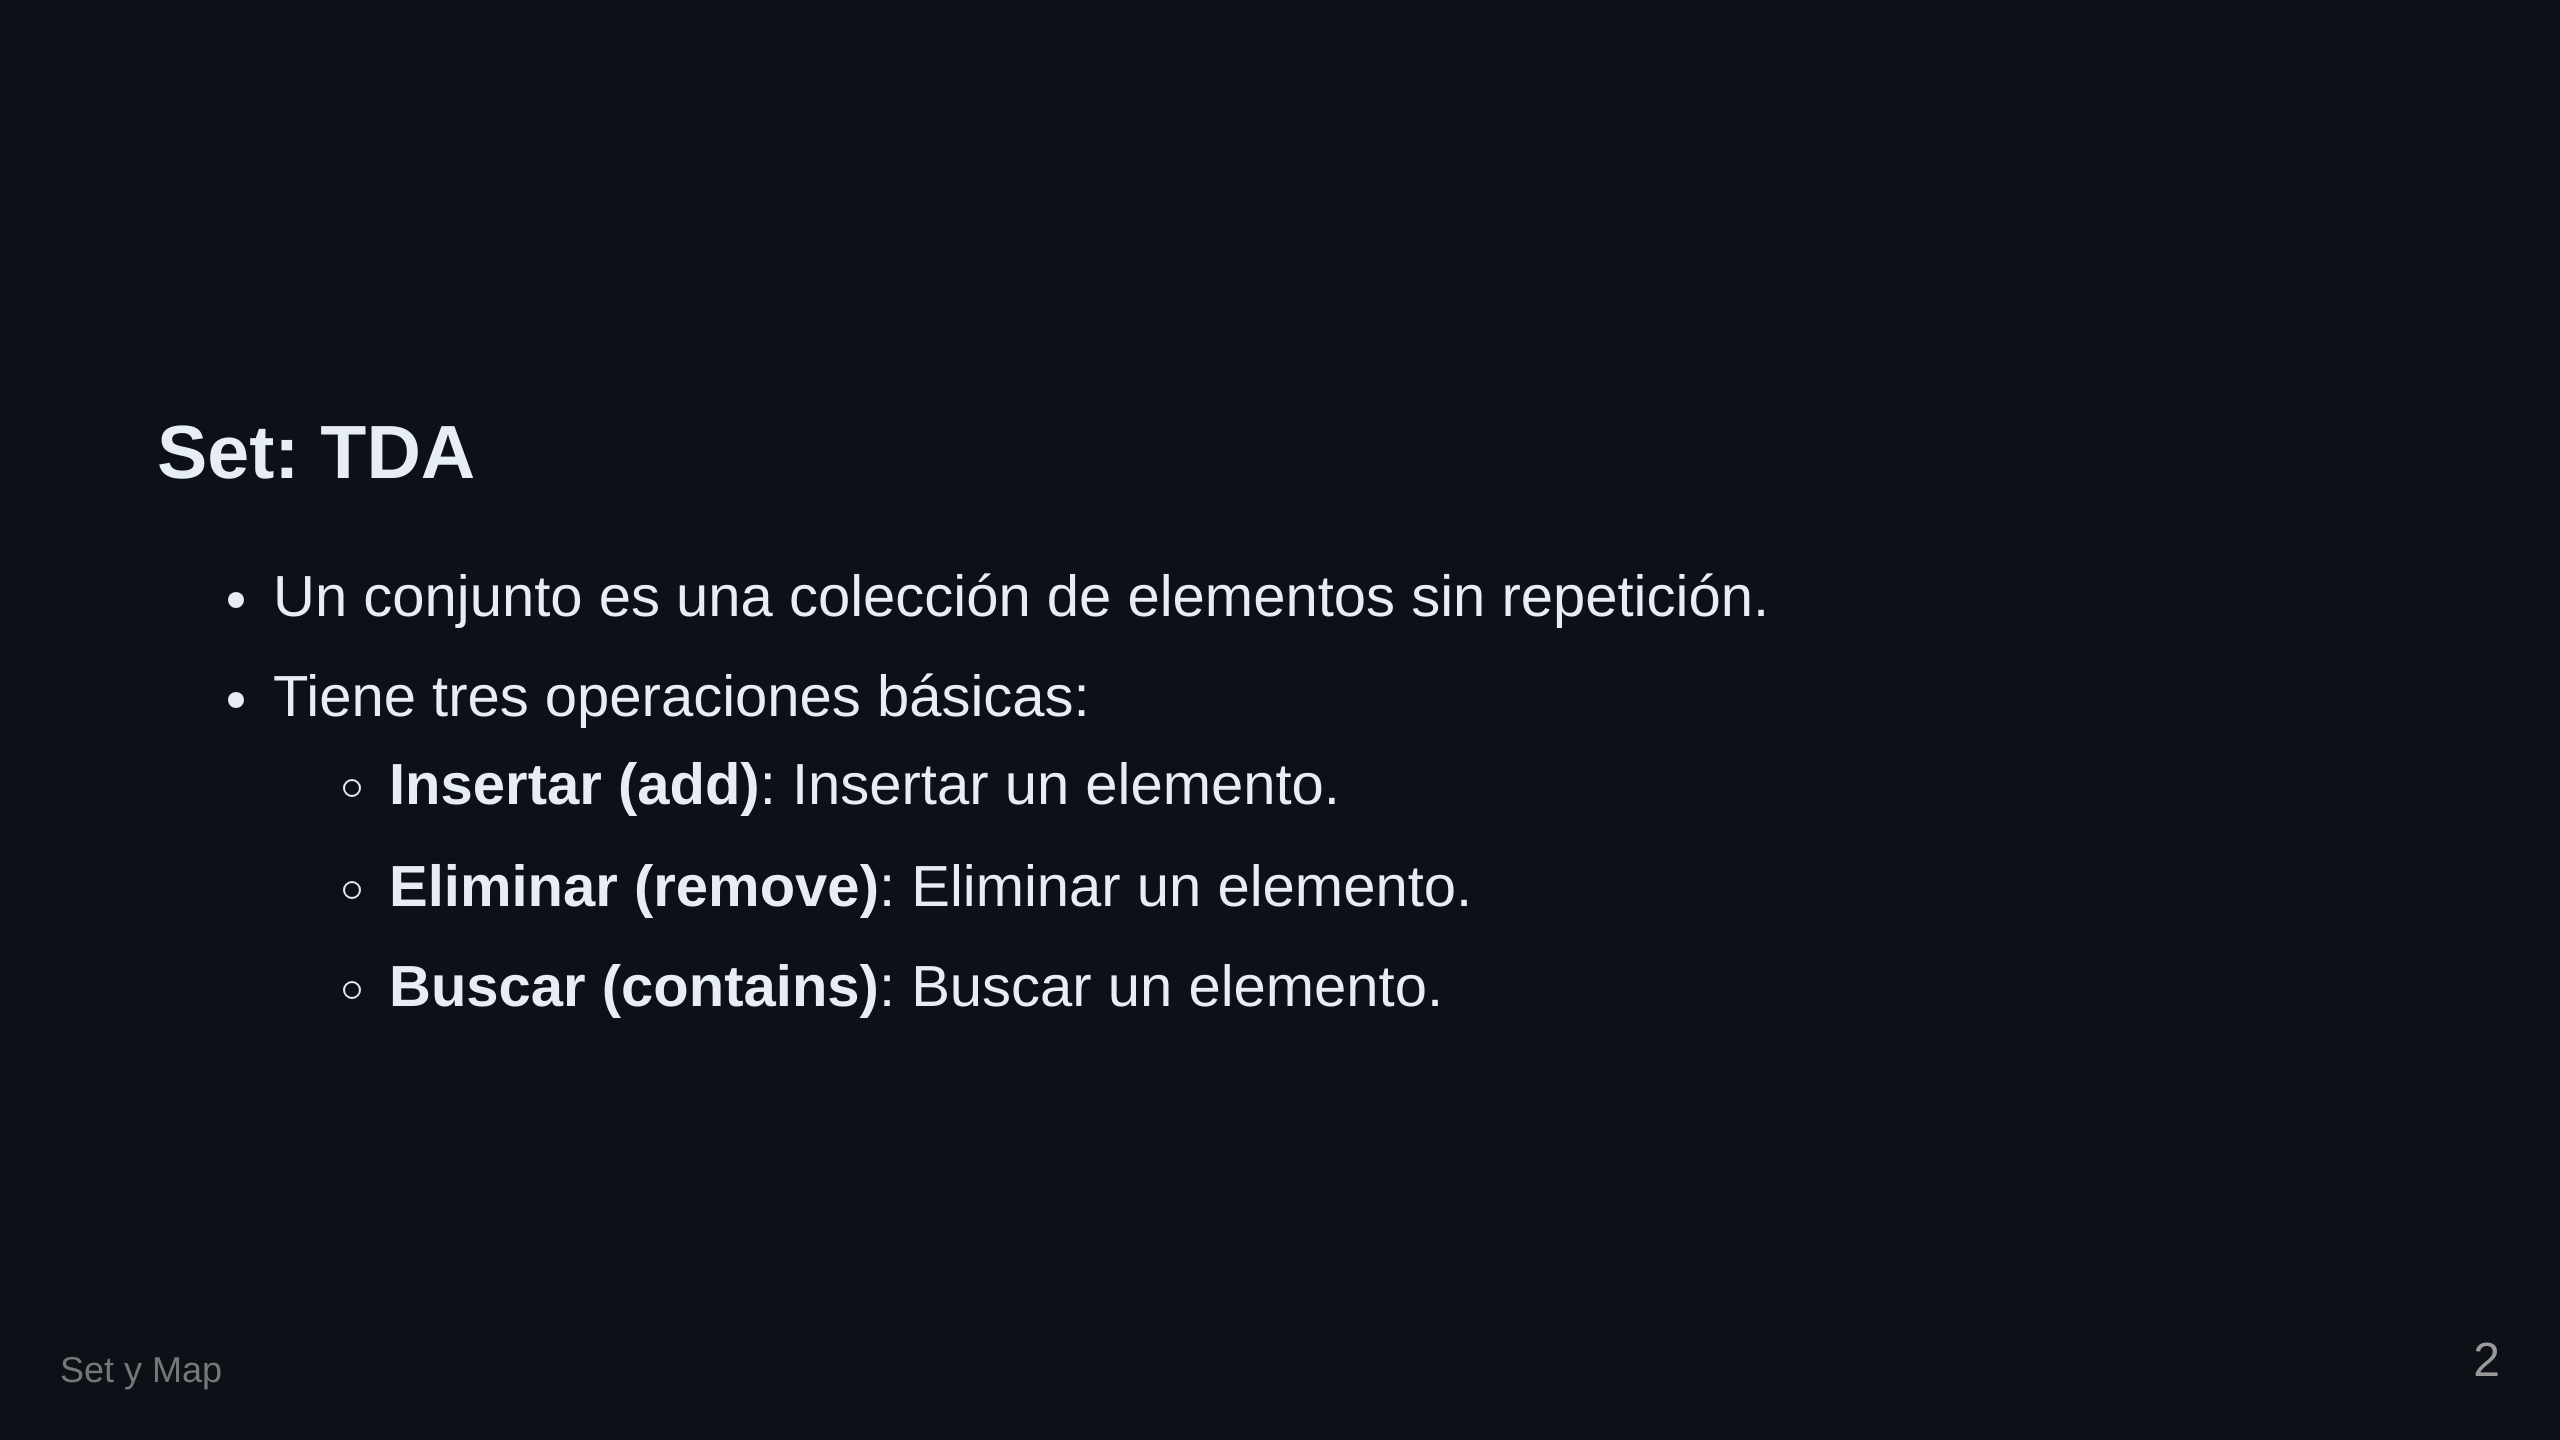 Set: TDA
Un conjunto es una colección de elementos sin repetición.
Tiene tres operaciones básicas:
Insertar (add): Insertar un elemento.
Eliminar (remove): Eliminar un elemento.
Buscar (contains): Buscar un elemento.
Set y Map
2